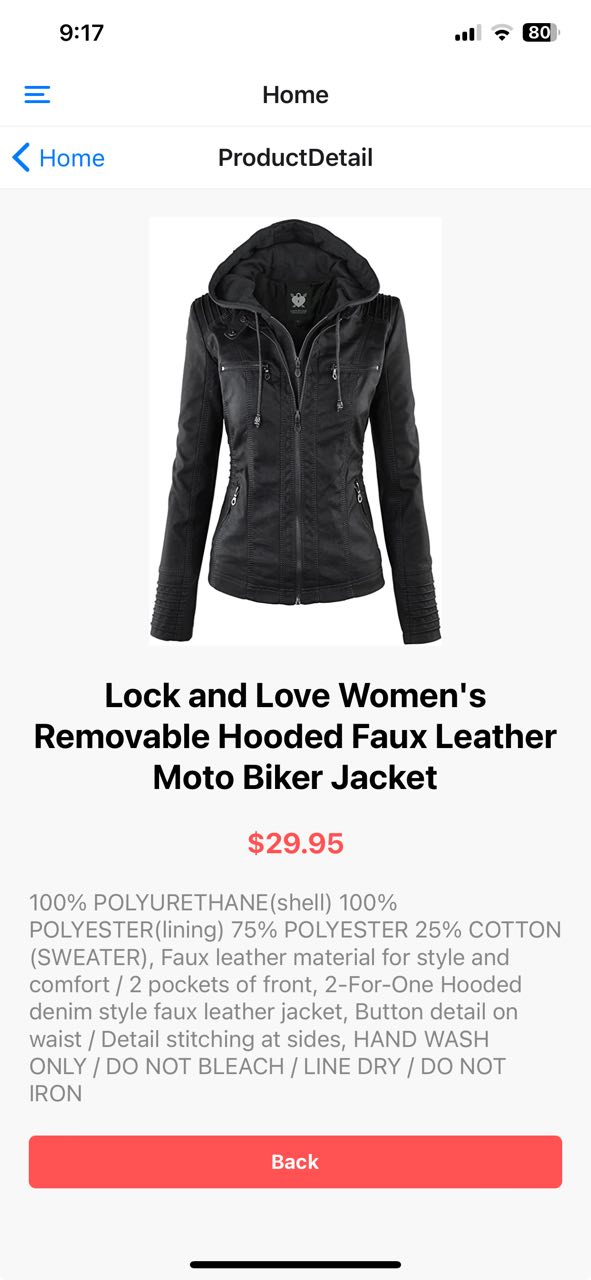 9:17
80
Home
Home
ProductDetail
Lock and Love Women's
Removable Hooded Faux Leather
Moto Biker Jacket
$29.95
100% POLYURETHANE(shell) 100%
POLYESTER(lining) 75% POLYESTER 25% COTTON
(SWEATER), Faux leather material for style and
comfort / 2 pockets of front, 2-For-One Hooded
denim style faux leather jacket, Button detail on
waist / Detail stitching at sides, HAND WASH
ONLY / DO NOT BLEACH / LINE DRY / DO NOT
IRON
Back